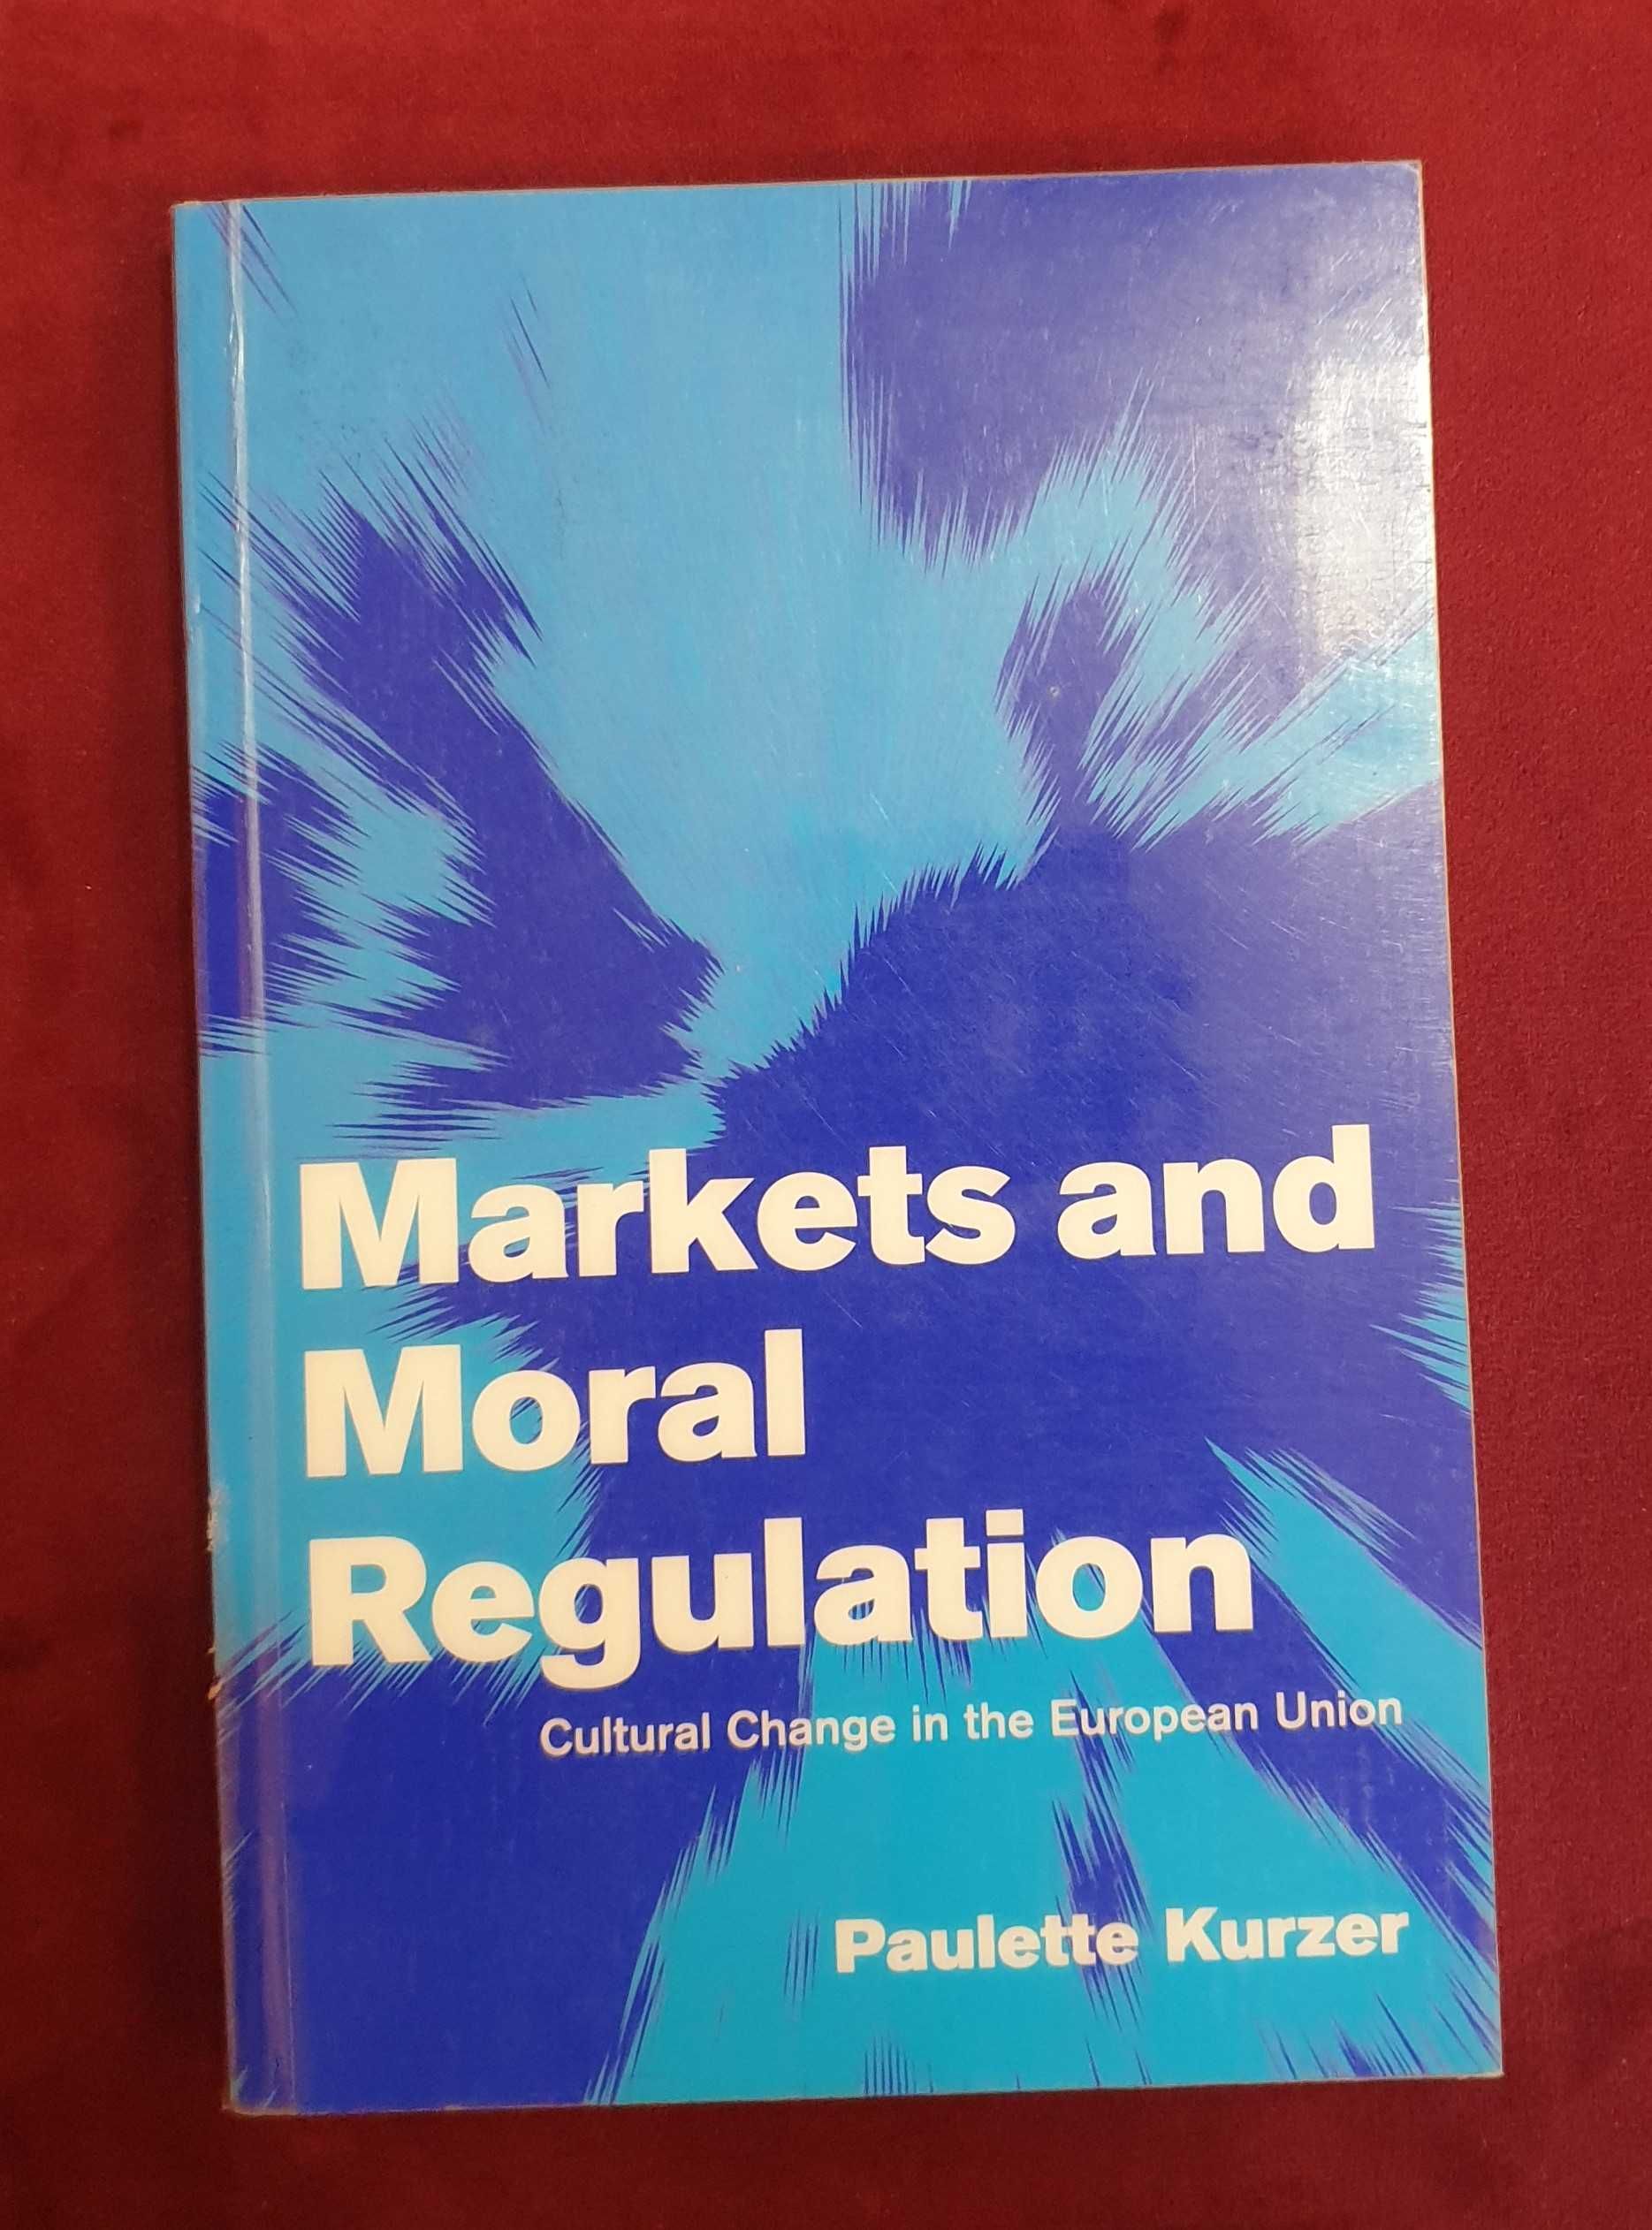 Markets and
Moral
Regulation
Cultural Change in the European Union
Paulette Kurzer